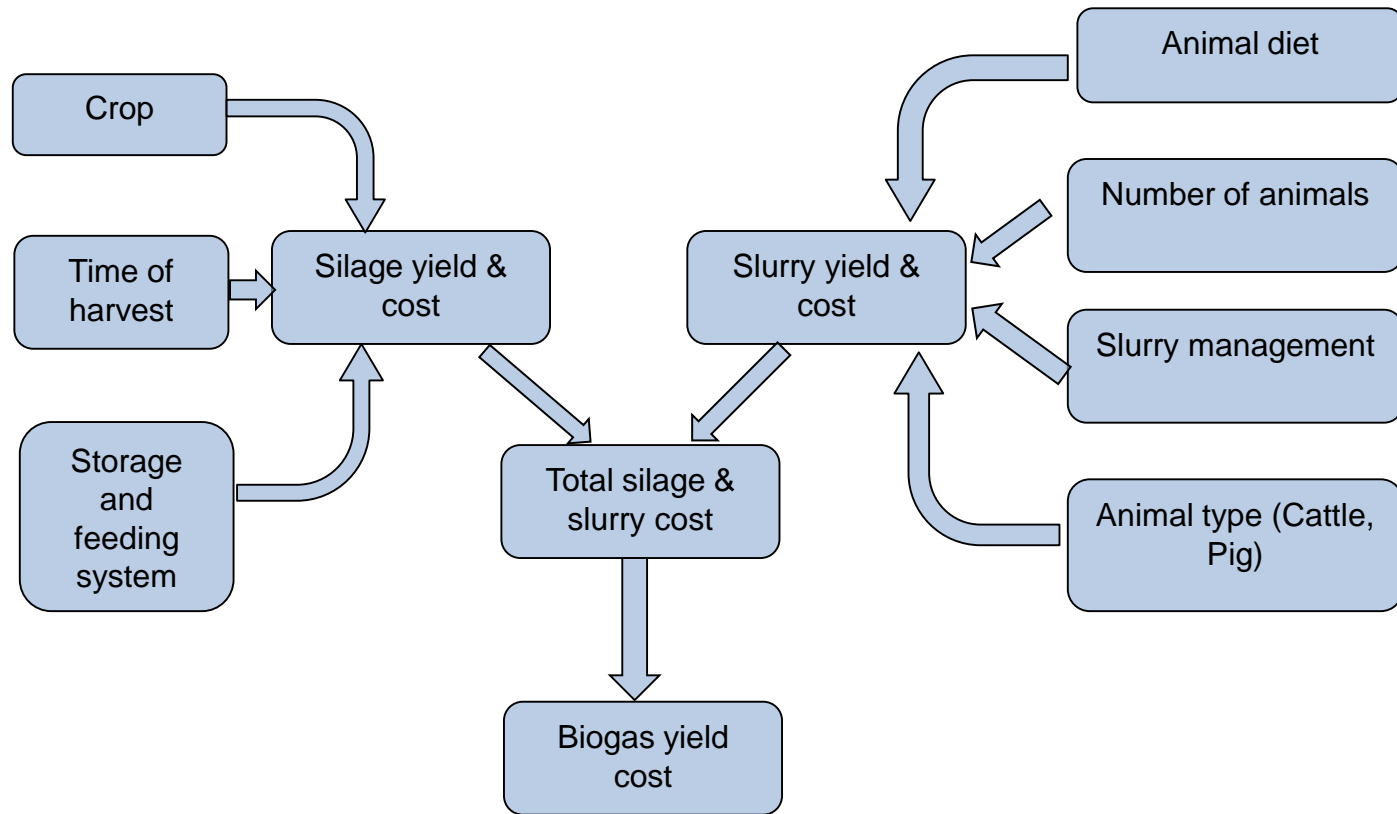 Crop
Time of
harvest
Storage
and
feeding
system
Silage yield &
cost
Slurry yield &
cost
Animal diet
Number of animals
Slurry management
Animal type (Cattle,
Pig)
Total silage &
slurry cost
Biogas yield
cost